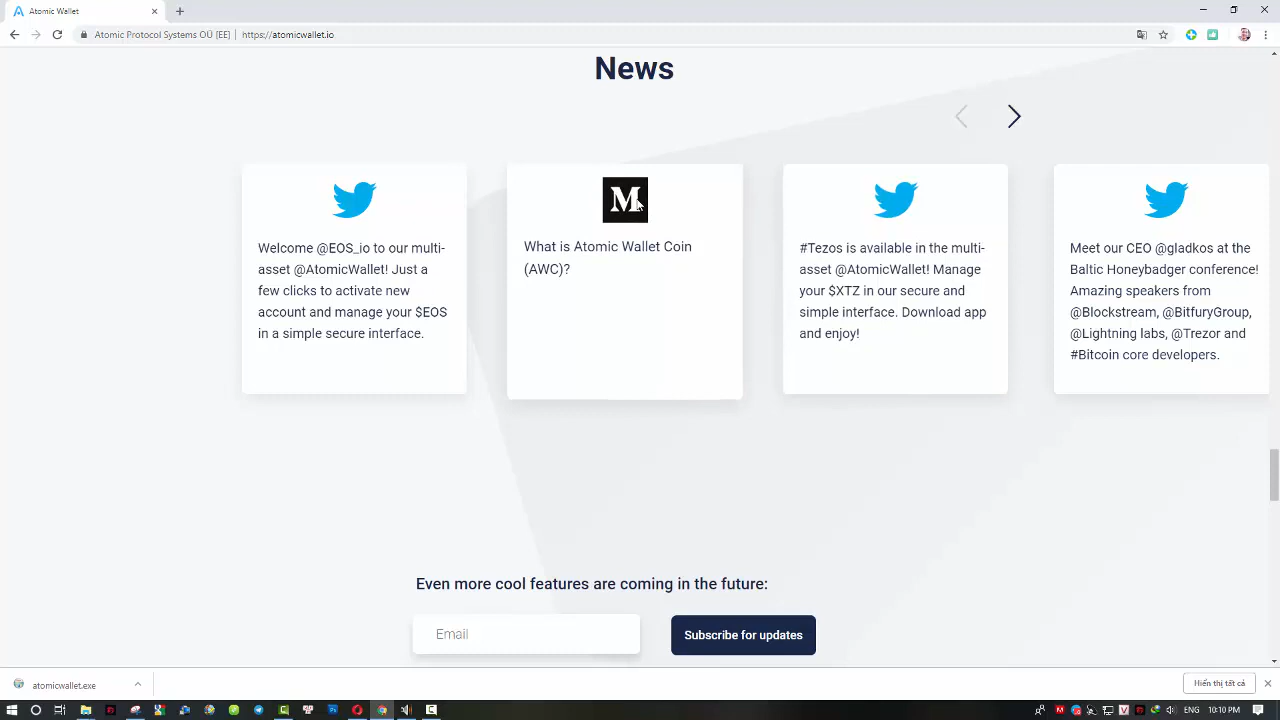 Atomic Wallet
Atomic Protocol Systems OÜ [EE] | https://atomicwallet.io
News
Welcome @EOS_io to our multi-
asset @AtomicWallet! Just a
few clicks to activate new
account and manage your $EOS
in a simple secure interface.
M
What is Atomic Wallet Coin
(AWC)?
#Tezos is available in the multi-
asset @AtomicWallet! Manage
your $XTZ in our secure and
simple interface. Download app
and enjoy!
Meet our CEO @gladkos at the
Baltic Honeybadger conference!
Amazing speakers from
@Blockstream, @BitfuryGroup,
@Lightning labs, @Trezor and
#Bitcoin core developers.
Even more cool features are coming in the future:
Email
Subscribe for updates
atomicwallet.exe
Hiển thị tất cả
ENG
10:10 PM